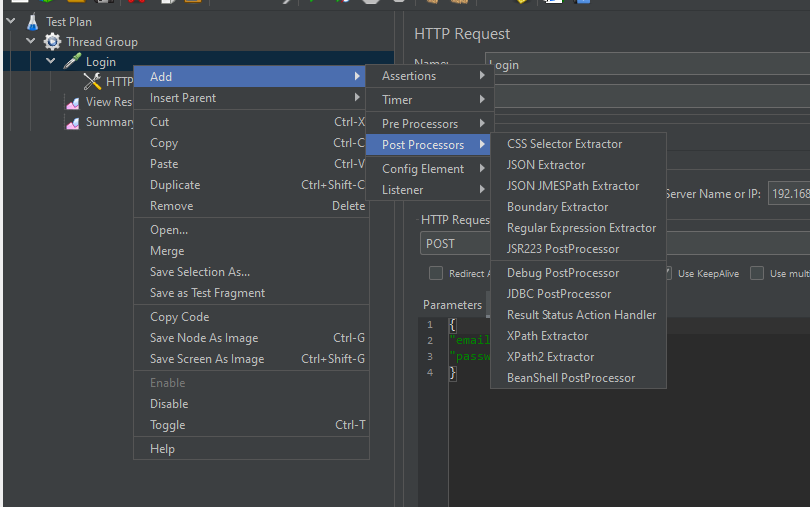 Test Plan
Thread Group
Login
HTTP
View Res
Summary
Add
Insert Parent
Cut Ctrl-X
Copy Ctrl-C
Paste Ctrl-V
Duplicate Ctrl+Shift-C
Remove Delete
Open...
Merge
Save Selection As...
Save as Test Fragment
Copy Code
Save Node As Image Ctrl-G
Save Screen As Image Ctrl+Shift-G
Enable
Disable
Toggle Ctrl-T
Help
Assertions
Timer
Pre Processors
Post Processors
Config Element
Listener
CSS Selector Extractor
JSON Extractor
JSON JMESPath Extractor
Boundary Extractor
Regular Expression Extractor
JSR223 PostProcessor
Debug PostProcessor
JDBC PostProcessor
Result Status Action Handler
XPath Extractor
XPath2 Extractor
BeanShell PostProcessor
HTTP Request
Name: Login
Server Name or IP: 192.168
HTTP Reques
POST
Redirect A Use KeepAlive Use mult
Parameters
1 {
2 "email
3 "passw
4 }